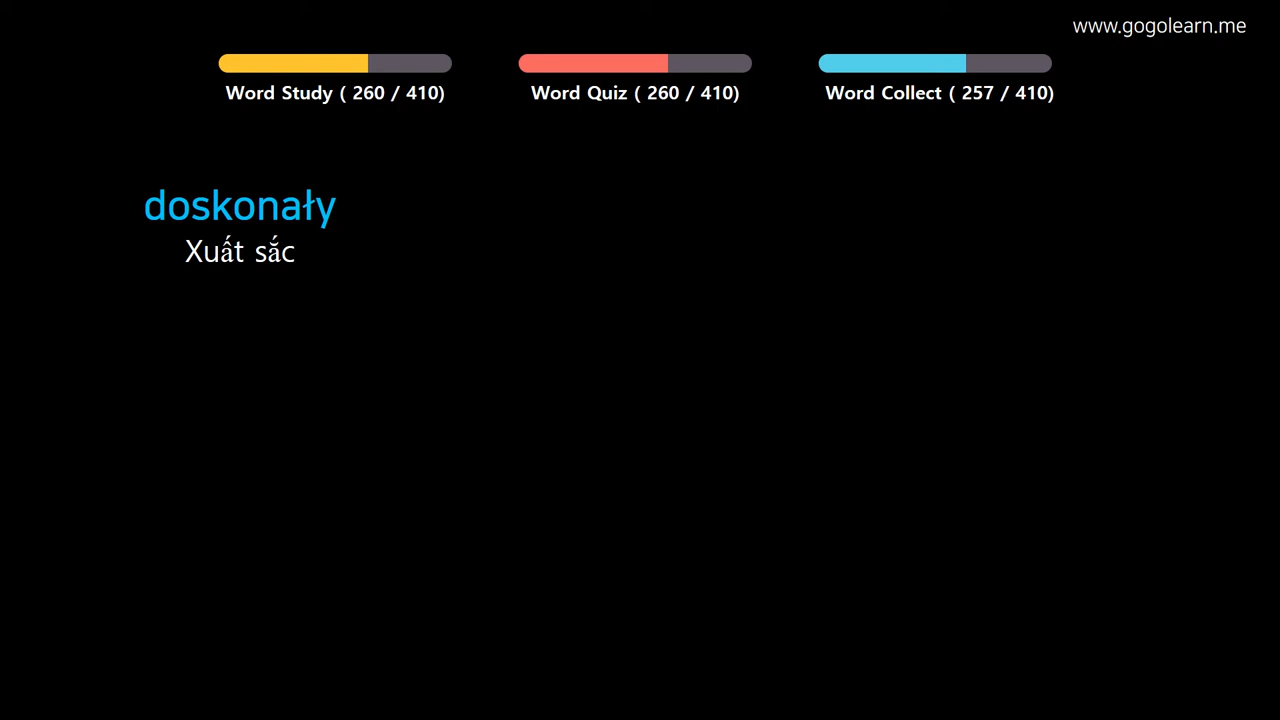 www.gogolearn.me
Word Study ( 260 / 410)
Word Quiz ( 260 / 410)
Word Collect ( 257 / 410)
doskonały
Xuất sắc